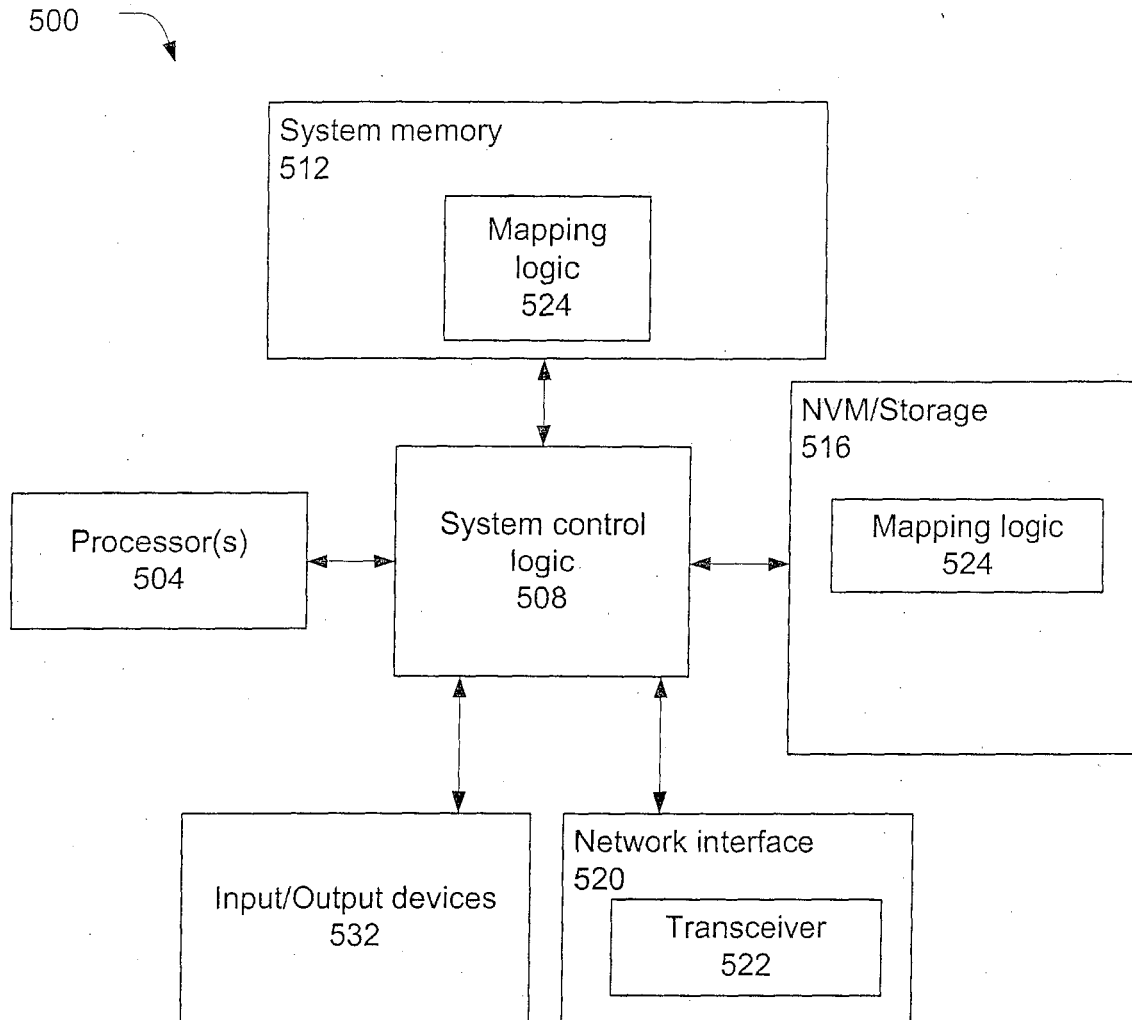 500
System memory
512
Mapping
logic
524
NVM/Storage
516
Mapping logic
524
Processor(s)
504
System control
logic
508
Input/Output devices
532
Network interface
520
Transceiver
522